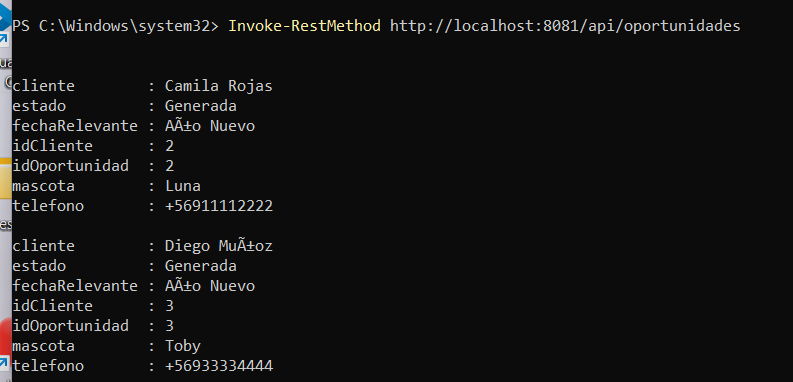 PS C:\Windows\system32> Invoke-RestMethod http://localhost:8081/api/oportunidades
cliente : Camila Rojas
estado : Generada
fechaRelevante : AÃ±o Nuevo
idCliente : 2
idOportunidad : 2
mascota : Luna
telefono : +56911112222
cliente : Diego MuÃ±oz
estado : Generada
fechaRelevante : AÃ±o Nuevo
idCliente : 3
idOportunidad : 3
mascota : Toby
telefono : +56933334444